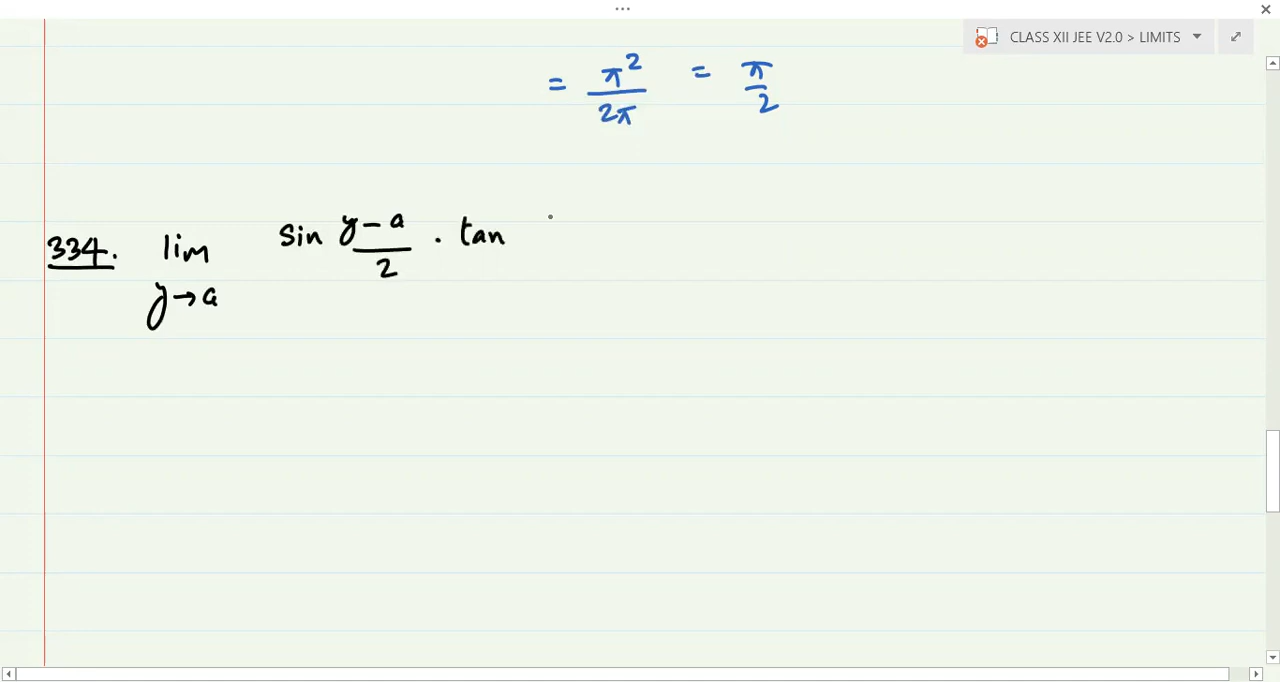 CLASS XII JEE V2.0 > LIMITS
= π²/2π = π/2
334. lim y→a sin (y-a)/2 . tan